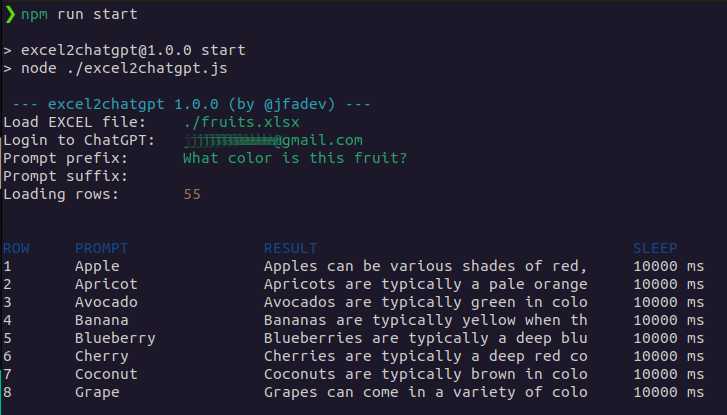 ❯ npm run start
> excel2chatgpt@1.0.0 start
> node ./excel2chatgpt.js
--- excel2chatgpt 1.0.0 (by @jfadev) ---
Load EXCEL file: ./fruits.xlsx
Login to ChatGPT: @gmail.com
Prompt prefix: What color is this fruit?
Prompt suffix:
Loading rows: 55
ROW PROMPT RESULT SLEEP
1 Apple Apples can be various shades of red, 10000 ms
2 Apricot Apricots are typically a pale orange 10000 ms
3 Avocado Avocados are typically green in colo 10000 ms
4 Banana Bananas are typically yellow when th 10000 ms
5 Blueberry Blueberries are typically a deep blu 10000 ms
6 Cherry Cherries are typically a deep red co 10000 ms
7 Coconut Coconuts are typically brown in colo 10000 ms
8 Grape Grapes can come in a variety of colo 10000 ms